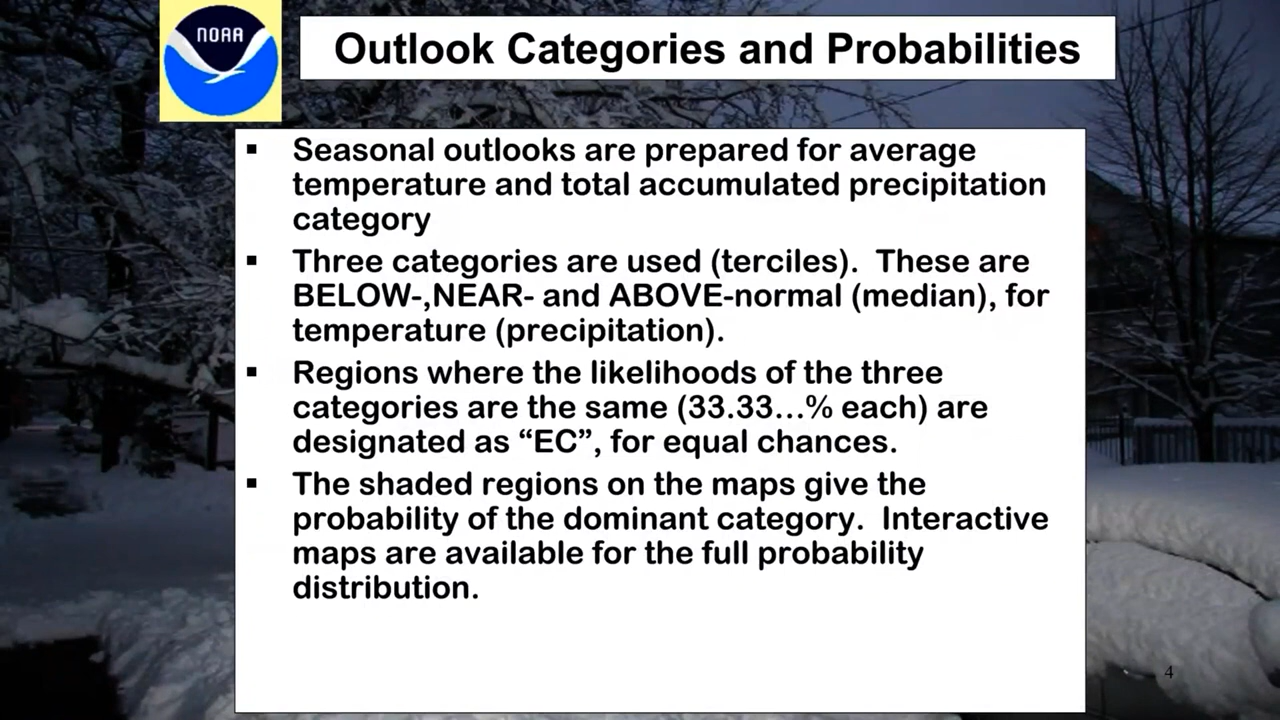 NOAA
Outlook Categories and Probabilities
▪ Seasonal outlooks are prepared for average
temperature and total accumulated precipitation
category
▪ Three categories are used (terciles).  These are
BELOW-,NEAR- and ABOVE-normal (median), for
temperature (precipitation).
▪ Regions where the likelihoods of the three
categories are the same (33.33…% each) are
designated as “EC”, for equal chances.
▪ The shaded regions on the maps give the
probability of the dominant category.  Interactive
maps are available for the full probability
distribution.
4